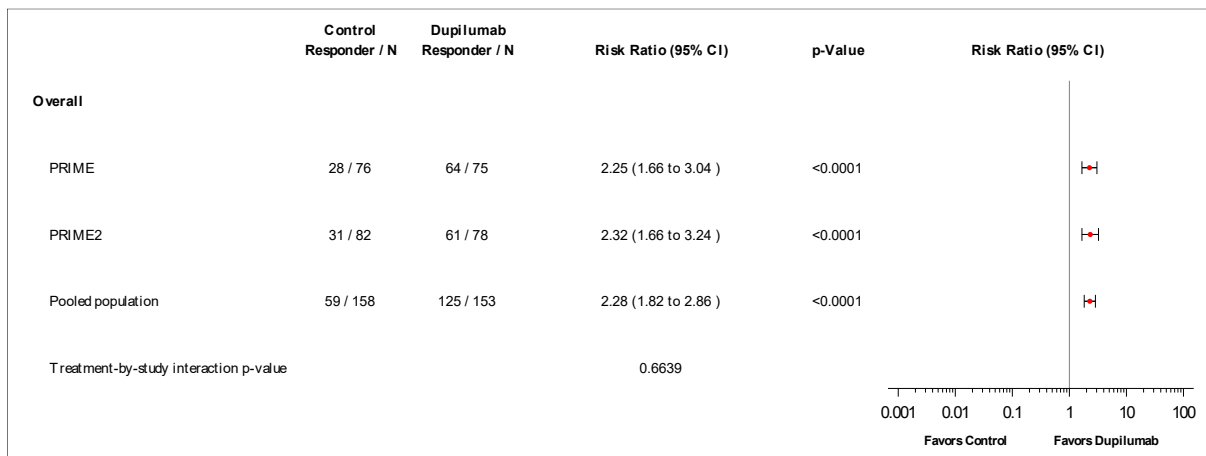 Control Dupilumab
Responder / N Responder / N Risk Ratio (95% CI) p-Value Risk Ratio (95% CI)
Overall
PRIME 28 / 76 64 / 75 2.25 (1.66 to 3.04 ) <0.0001
PRIME2 31 / 82 61 / 78 2.32 (1.66 to 3.24 ) <0.0001
Pooled population 59 / 158 125 / 153 2.28 (1.82 to 2.86 ) <0.0001
Treatment-by-study interaction p-value 0.6639
0.001 0.01 0.1 1 10 100
Favors Control Favors Dupilumab